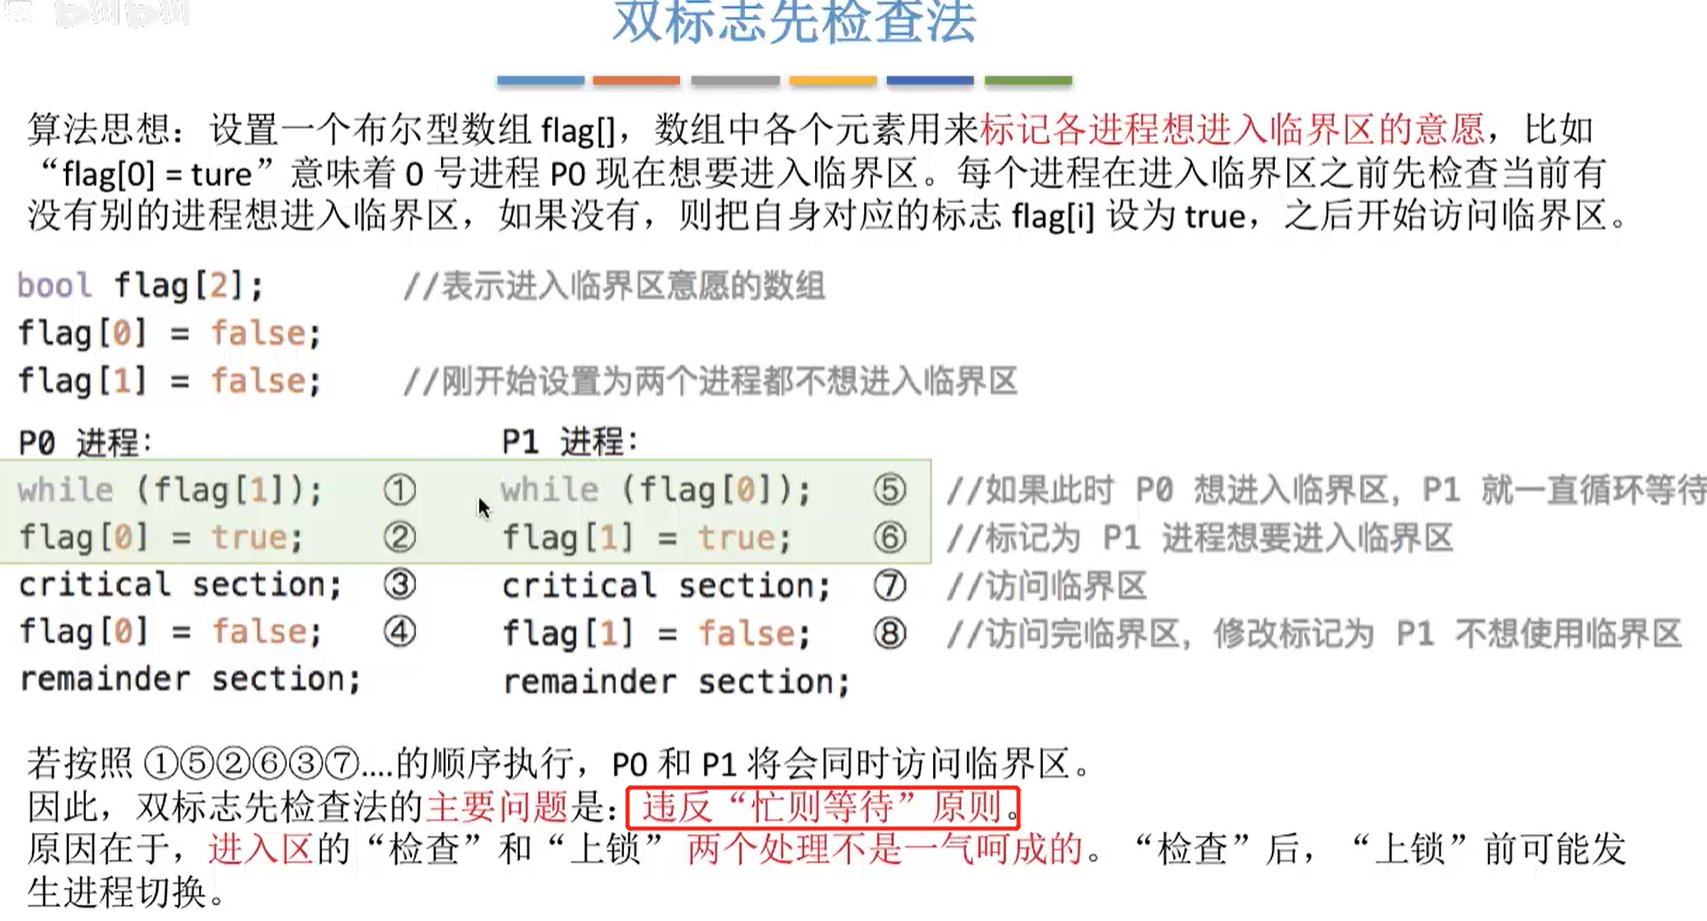 双标志先检查法
算法思想：设置一个布尔型数组 flag[]，数组中各个元素用来标记各进程想进入临界区的意愿，比如
“flag[0] = ture”意味着 0 号进程 P0 现在想要进入临界区。每个进程在进入临界区之前先检查当前有
没有别的进程想进入临界区，如果没有，则把自身对应的标志 flag[i] 设为 true，之后开始访问临界区。
bool flag[2]; //表示进入临界区意愿的数组
flag[0] = false;
flag[1] = false; //刚开始设置为两个进程都不想进入临界区
P0 进程： P1 进程：
while (flag[1]); ① while (flag[0]); ⑤ //如果此时 P0 想进入临界区，P1 就一直循环等待
flag[0] = true; ② flag[1] = true; ⑥ //标记为 P1 进程想要进入临界区
critical section; ③ critical section; ⑦ //访问临界区
flag[0] = false; ④ flag[1] = false; ⑧ //访问完临界区，修改标记为 P1 不想使用临界区
remainder section; remainder section;
若按照 ①⑤②⑥③⑦....的顺序执行，P0 和 P1 将会同时访问临界区。
因此，双标志先检查法的主要问题是：违反“忙则等待”原则。
原因在于，进入区的“检查”和“上锁” 两个处理不是一气呵成的。“检查”后，“上锁”前可能发
生进程切换。